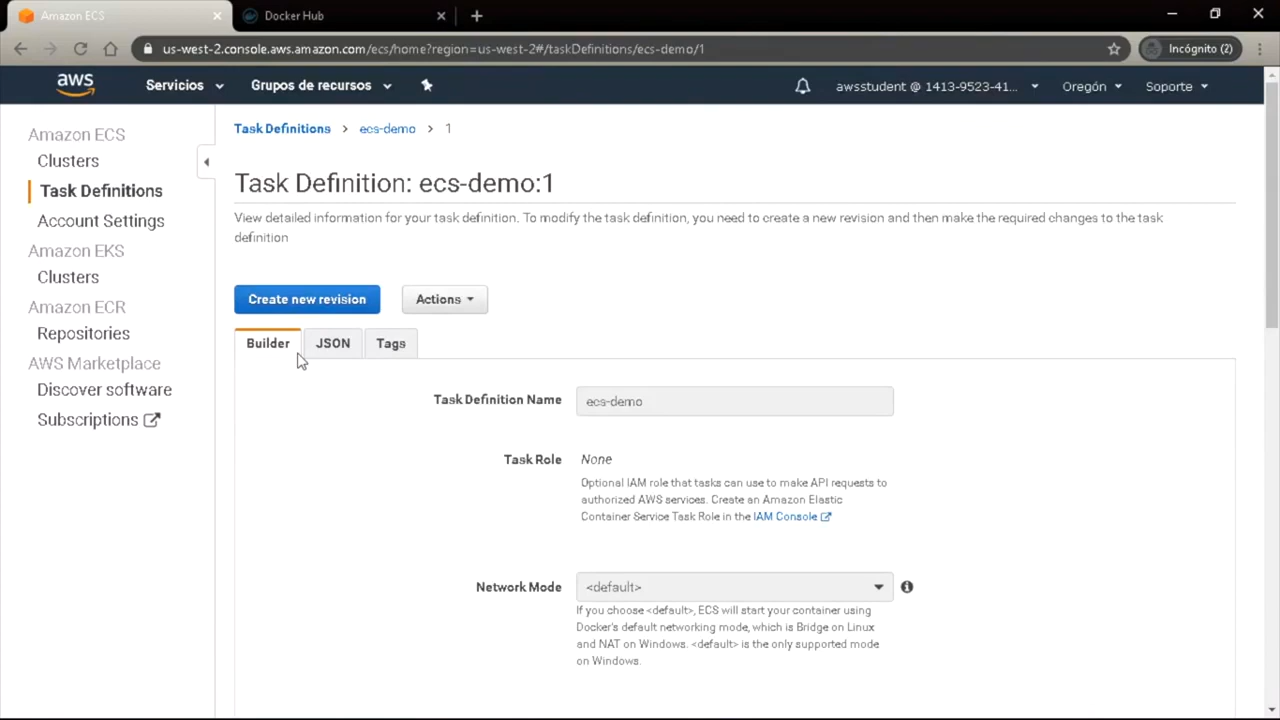 Amazon ECS
Docker Hub
us-west-2.console.aws.amazon.com/ecs/home?region=us-west-2#/taskDefinitions/ecs-demo/1
Incógnito (2)
aws
Servicios
Grupos de recursos
awsstudent @ 1413-9523-41...
Oregón
Soporte
Amazon ECS
Clusters
Task Definitions
Account Settings
Amazon EKS
Clusters
Amazon ECR
Repositories
AWS Marketplace
Discover software
Subscriptions
Task Definitions > ecs-demo > 1
Task Definition: ecs-demo:1
View detailed information for your task definition. To modify the task definition, you need to create a new revision and then make the required changes to the task
definition
Create new revision
Actions
Builder
JSON
Tags
Task Definition Name
ecs-demo
Task Role
None
Optional IAM role that tasks can use to make API requests to
authorized AWS services. Create an Amazon Elastic
Container Service Task Role in the IAM Console
Network Mode
<default>
If you choose <default>, ECS will start your container using
Docker's default networking mode, which is Bridge on Linux
and NAT on Windows. <default> is the only supported mode
on Windows.